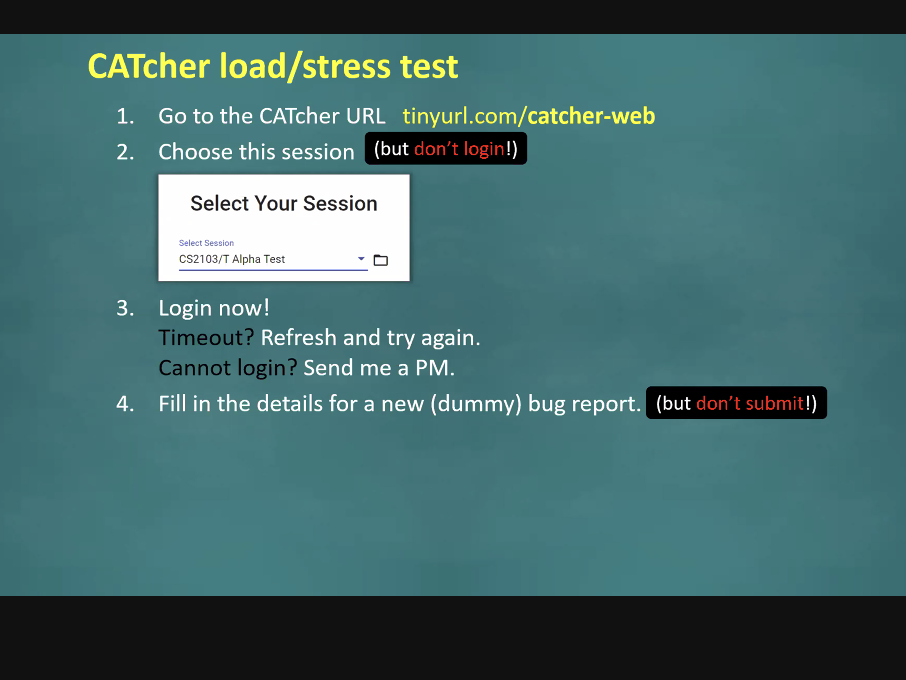 CATcher load/stress test
1. Go to the CATcher URL tinyurl.com/catcher-web
2. Choose this session (but don't login!)
Select Your Session
Select Session
CS2103/T Alpha Test
3. Login now!
Timeout? Refresh and try again.
Cannot login? Send me a PM.
4. Fill in the details for a new (dummy) bug report. (but don't submit!)